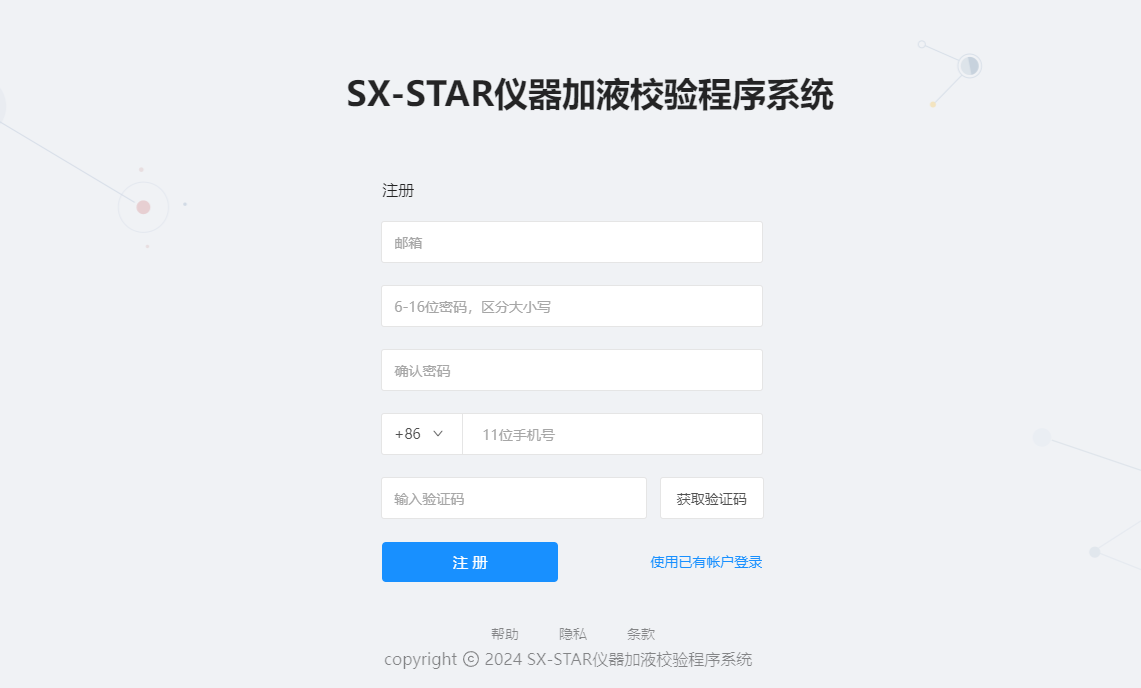 SX-STAR仪器加液校验程序系统
注册
邮箱
6-16位密码，区分大小写
确认密码
+86 11位手机号
输入验证码 获取验证码
注 册 使用已有帐户登录
帮助 隐私 条款
copyright © 2024 SX-STAR仪器加液校验程序系统